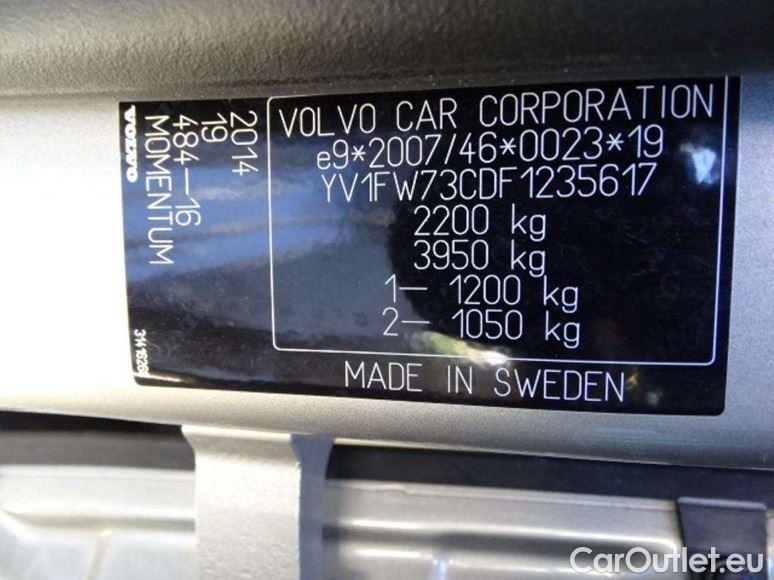 VOLVO CAR CORPORATION
e9*2007/46*0023*19
YV1FW73CDF1235617
2200 kg
3950 kg
1– 1200 kg
2– 1050 kg
MADE IN SWEDEN
2014
19
484–16
MOMENTUM
VOLVO
CarOutlet.eu